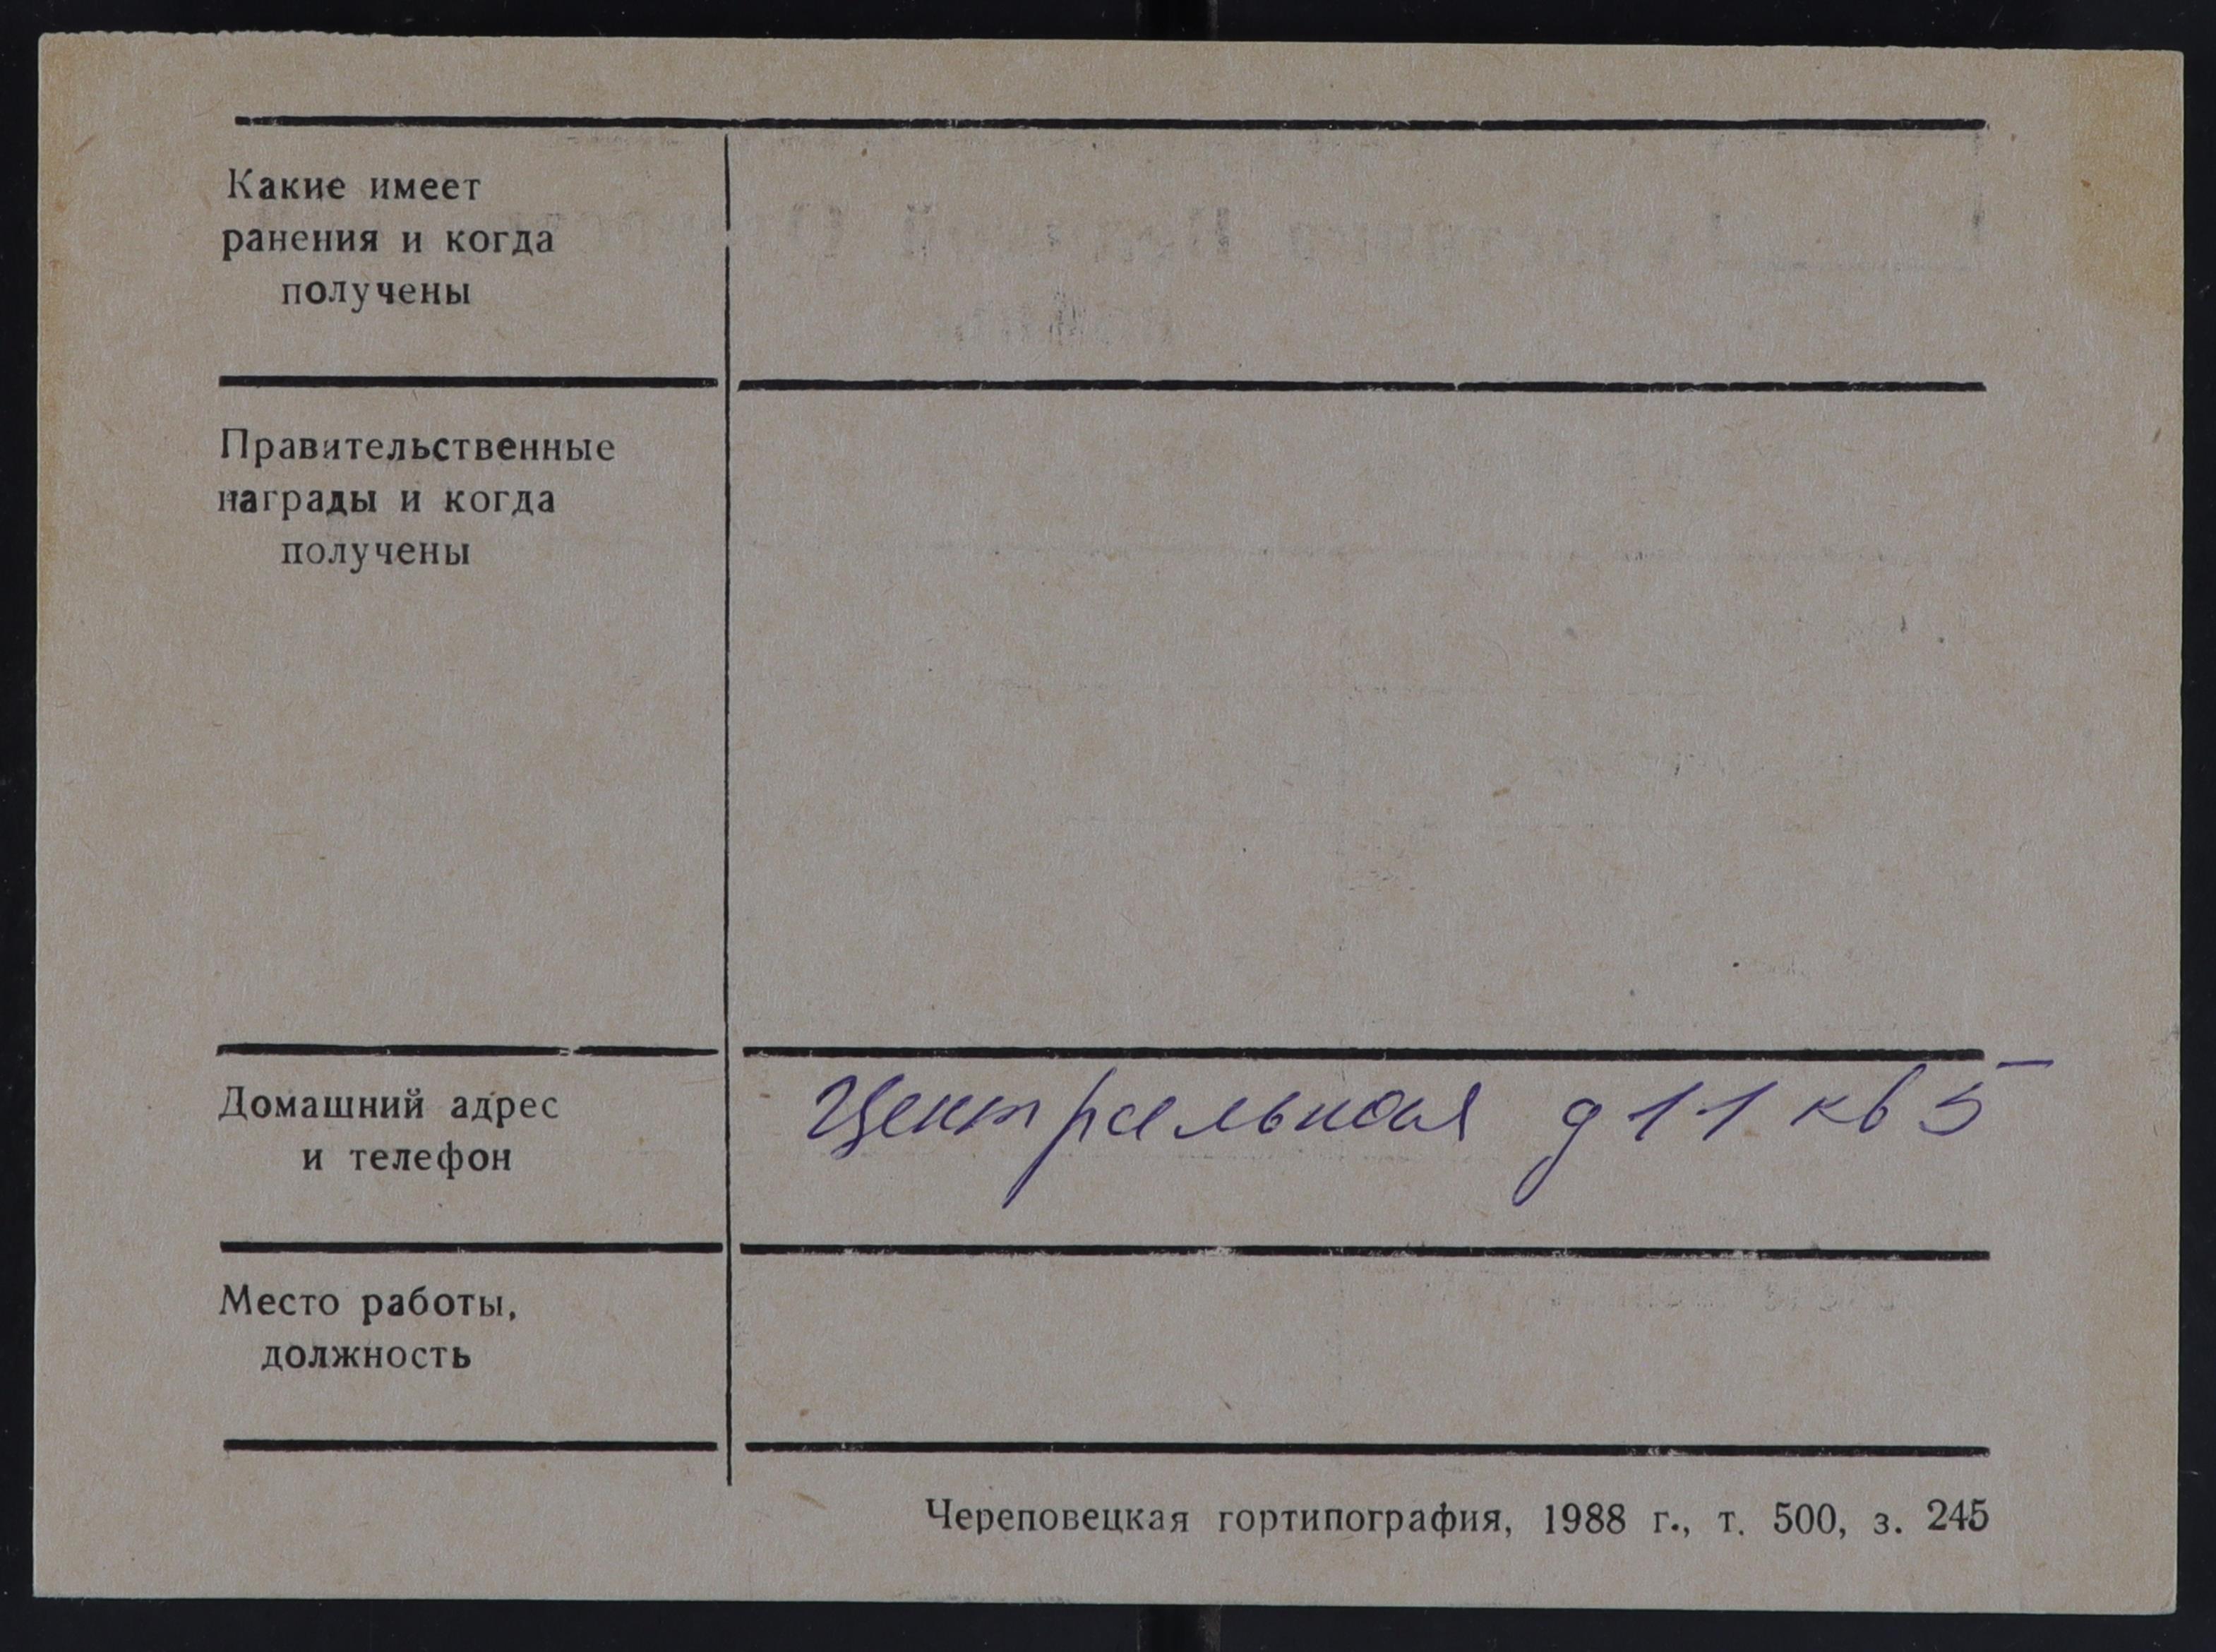 Какие имеет
ранения и когда
получены
Правительственные
награды и когда
получены
Домашний адрес
и телефон
Центральная д 11 кв 5
Место работы,
должность
Череповецкая гортипография, 1988 г., т. 500, з. 245